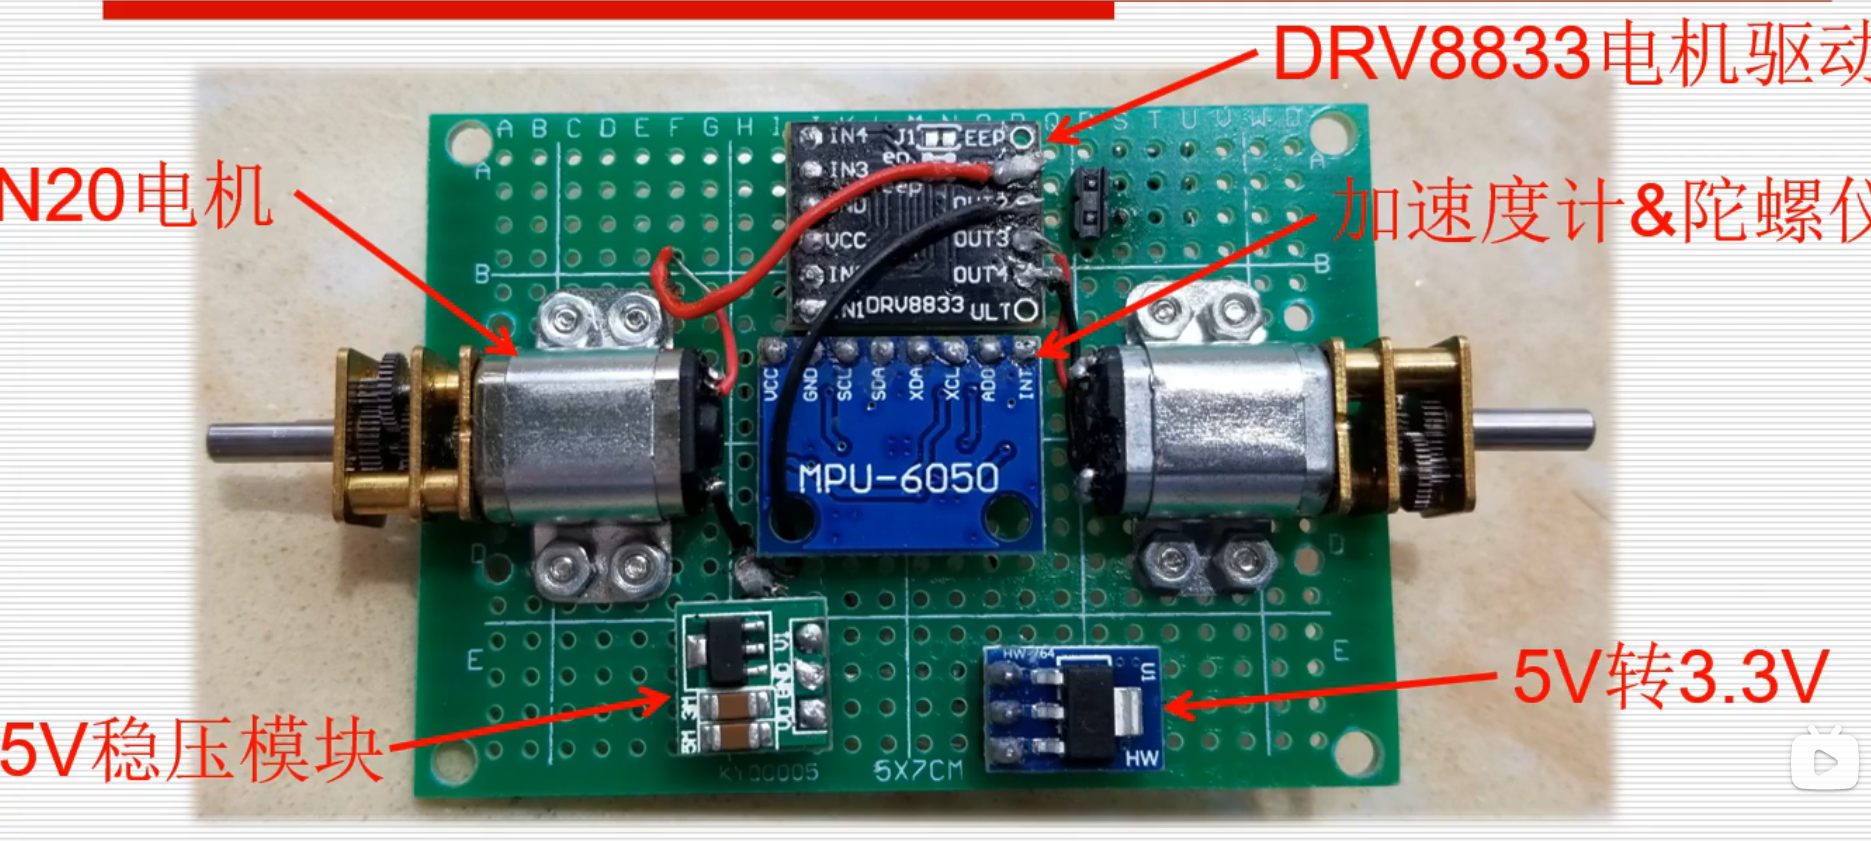 DRV8833电机驱动
N20电机
加速度计&陀螺仪
5V稳压模块
5V转3.3V
A B C D E F G H
Q
S T U V W
A
A
B
B
D
D
E
E
IN4
J1
EEP
IN3
VCC
OUT3
OUT4
IN1
DRV8833
ULT
VCC
GND
SCL
SDA
XDA
XCL
AD0
INT
MPU-6050
GND
5M 3M
HW-764
U1
HW
KY00005
5X7CM